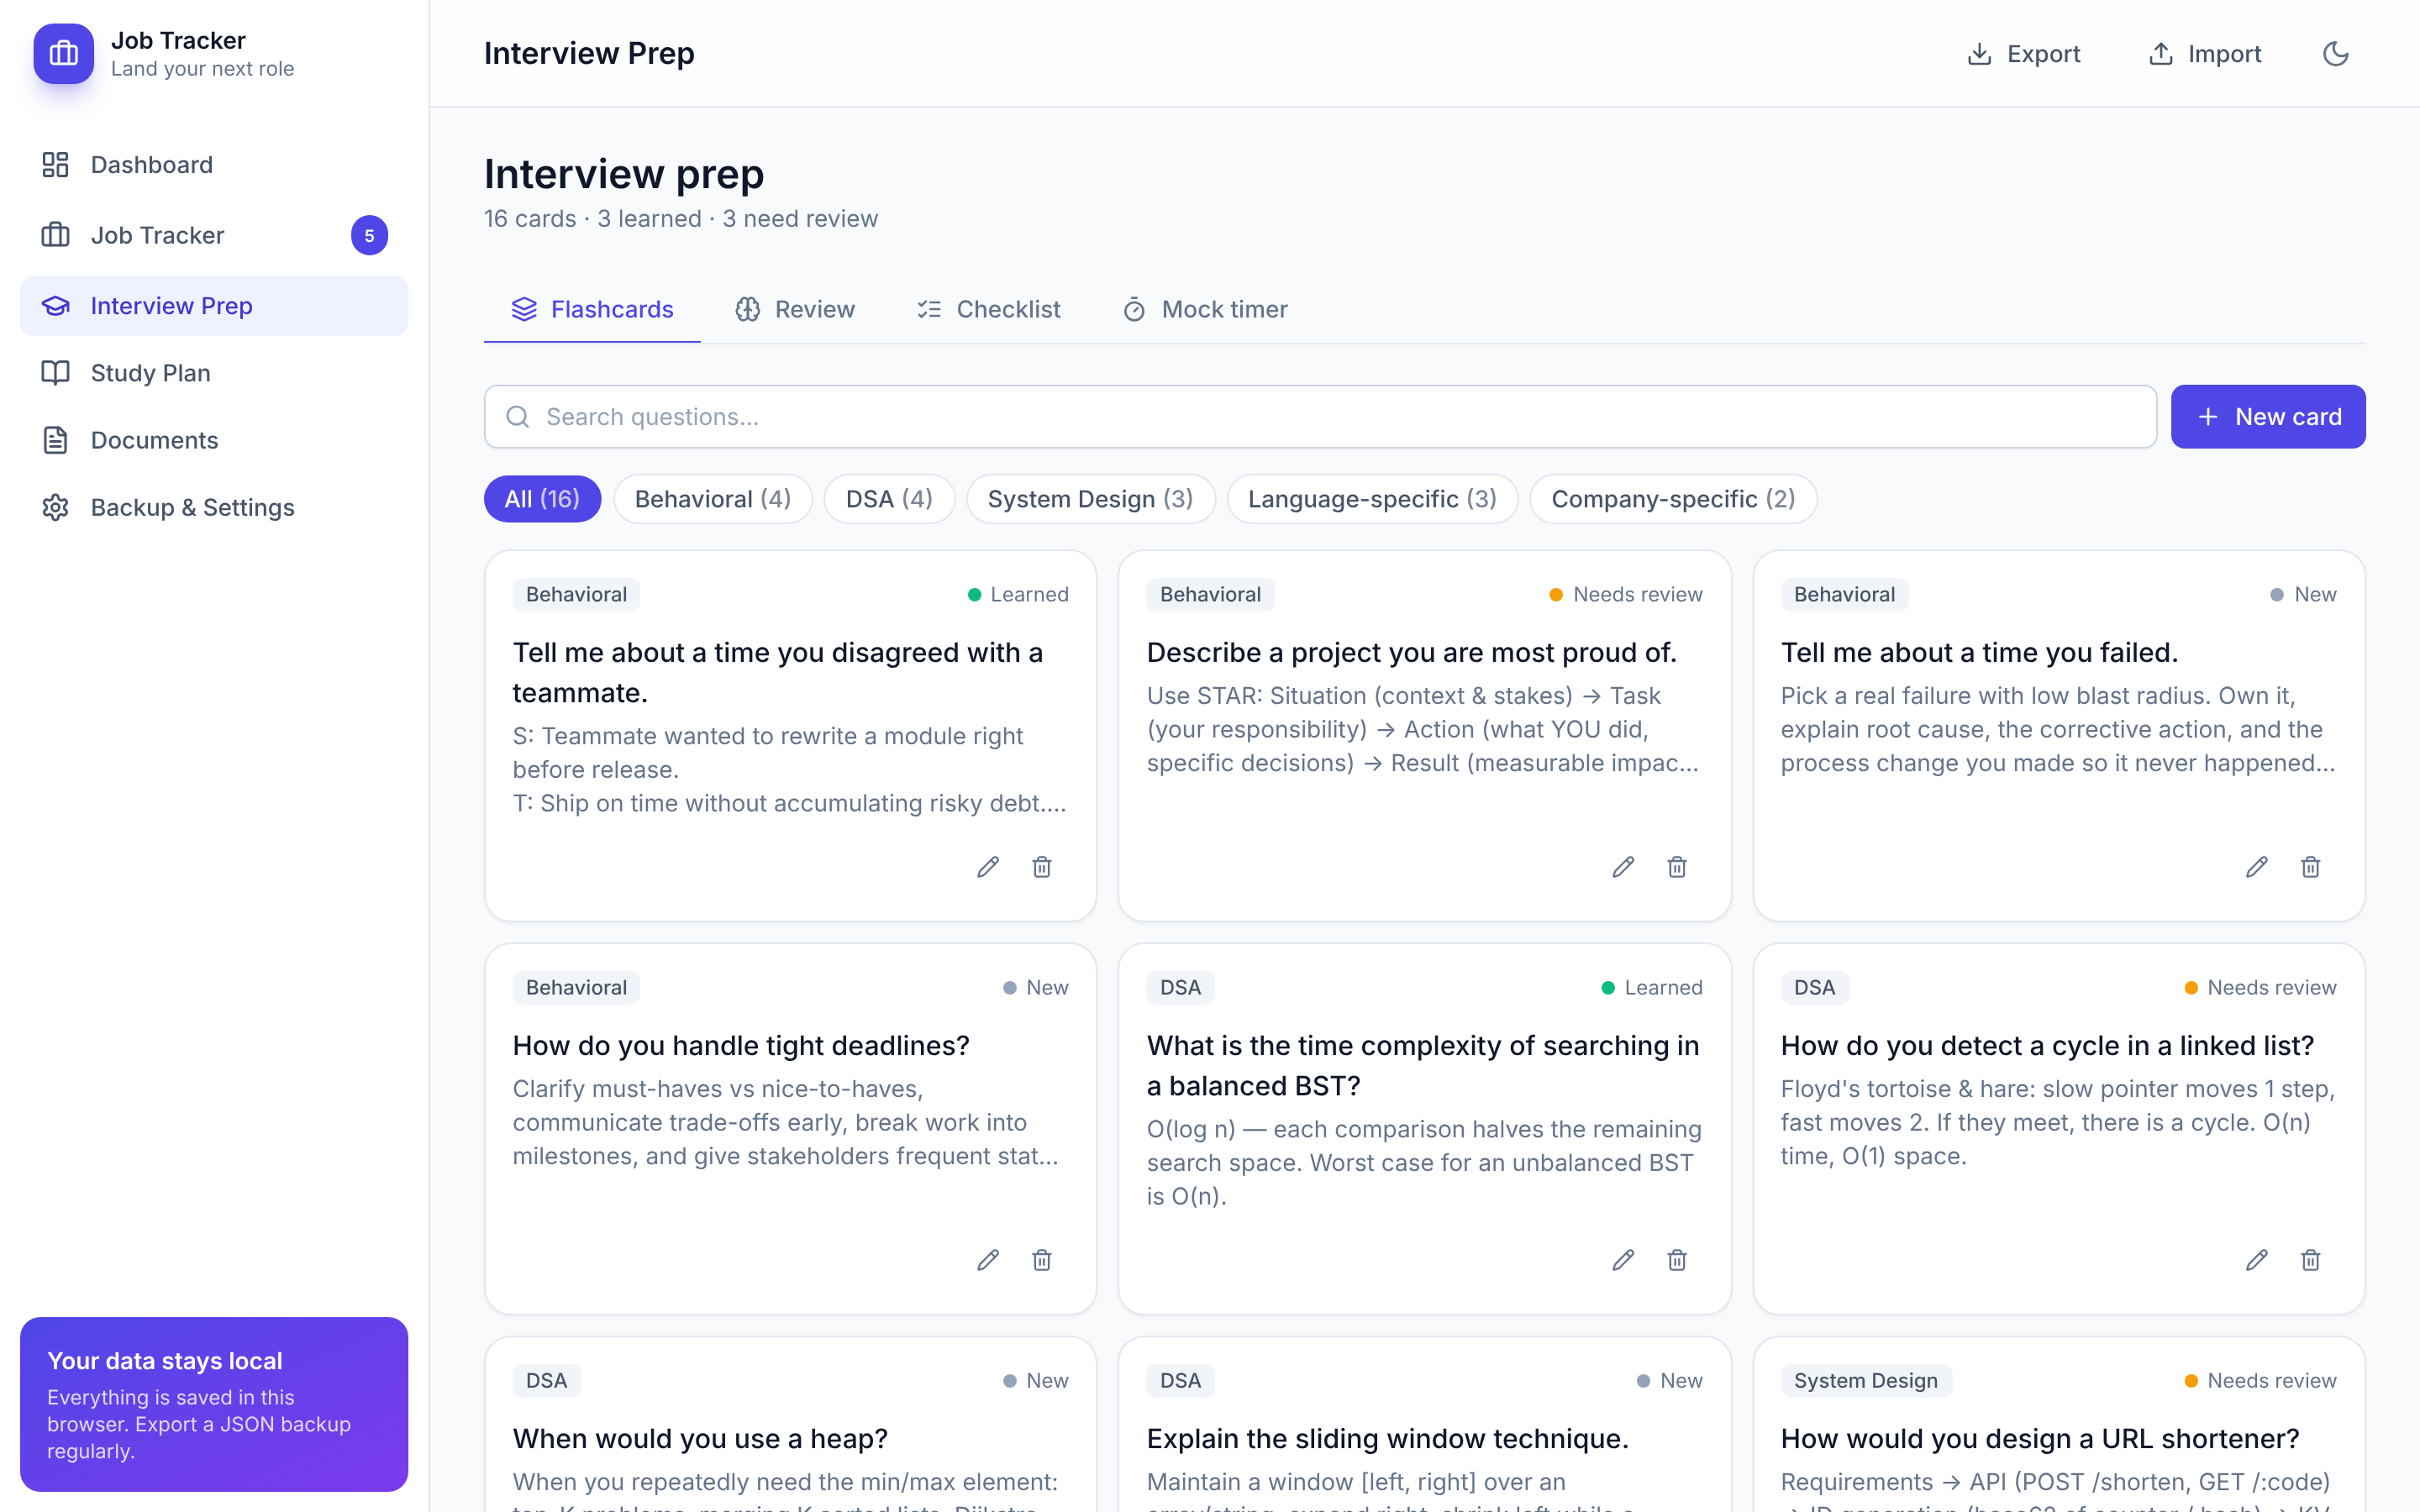 Job Tracker
Land your next role
Dashboard
Job Tracker
5
Interview Prep
Study Plan
Documents
Backup & Settings
Your data stays local
Everything is saved in this
browser. Export a JSON backup
regularly.
Interview Prep
Export
Import
Interview prep
16 cards · 3 learned · 3 need review
Flashcards
Review
Checklist
Mock timer
Search questions...
New card
All (16)
Behavioral (4)
DSA (4)
System Design (3)
Language-specific (3)
Company-specific (2)
Behavioral
Learned
Tell me about a time you disagreed with a
teammate.
S: Teammate wanted to rewrite a module right
before release.
T: Ship on time without accumulating risky debt....
Behavioral
Needs review
Describe a project you are most proud of.
Use STAR: Situation (context & stakes) → Task
(your responsibility) → Action (what YOU did,
specific decisions) → Result (measurable impac...
Behavioral
New
Tell me about a time you failed.
Pick a real failure with low blast radius. Own it,
explain root cause, the corrective action, and the
process change you made so it never happened...
Behavioral
New
How do you handle tight deadlines?
Clarify must-haves vs nice-to-haves,
communicate trade-offs early, break work into
milestones, and give stakeholders frequent stat...
DSA
Learned
What is the time complexity of searching in
a balanced BST?
O(log n) — each comparison halves the remaining
search space. Worst case for an unbalanced BST
is O(n).
DSA
Needs review
How do you detect a cycle in a linked list?
Floyd's tortoise & hare: slow pointer moves 1 step,
fast moves 2. If they meet, there is a cycle. O(n)
time, O(1) space.
DSA
New
When would you use a heap?
When you repeatedly need the min/max element:
DSA
New
Explain the sliding window technique.
Maintain a window [left, right] over an
System Design
Needs review
How would you design a URL shortener?
Requirements → API (POST /shorten, GET /:code)